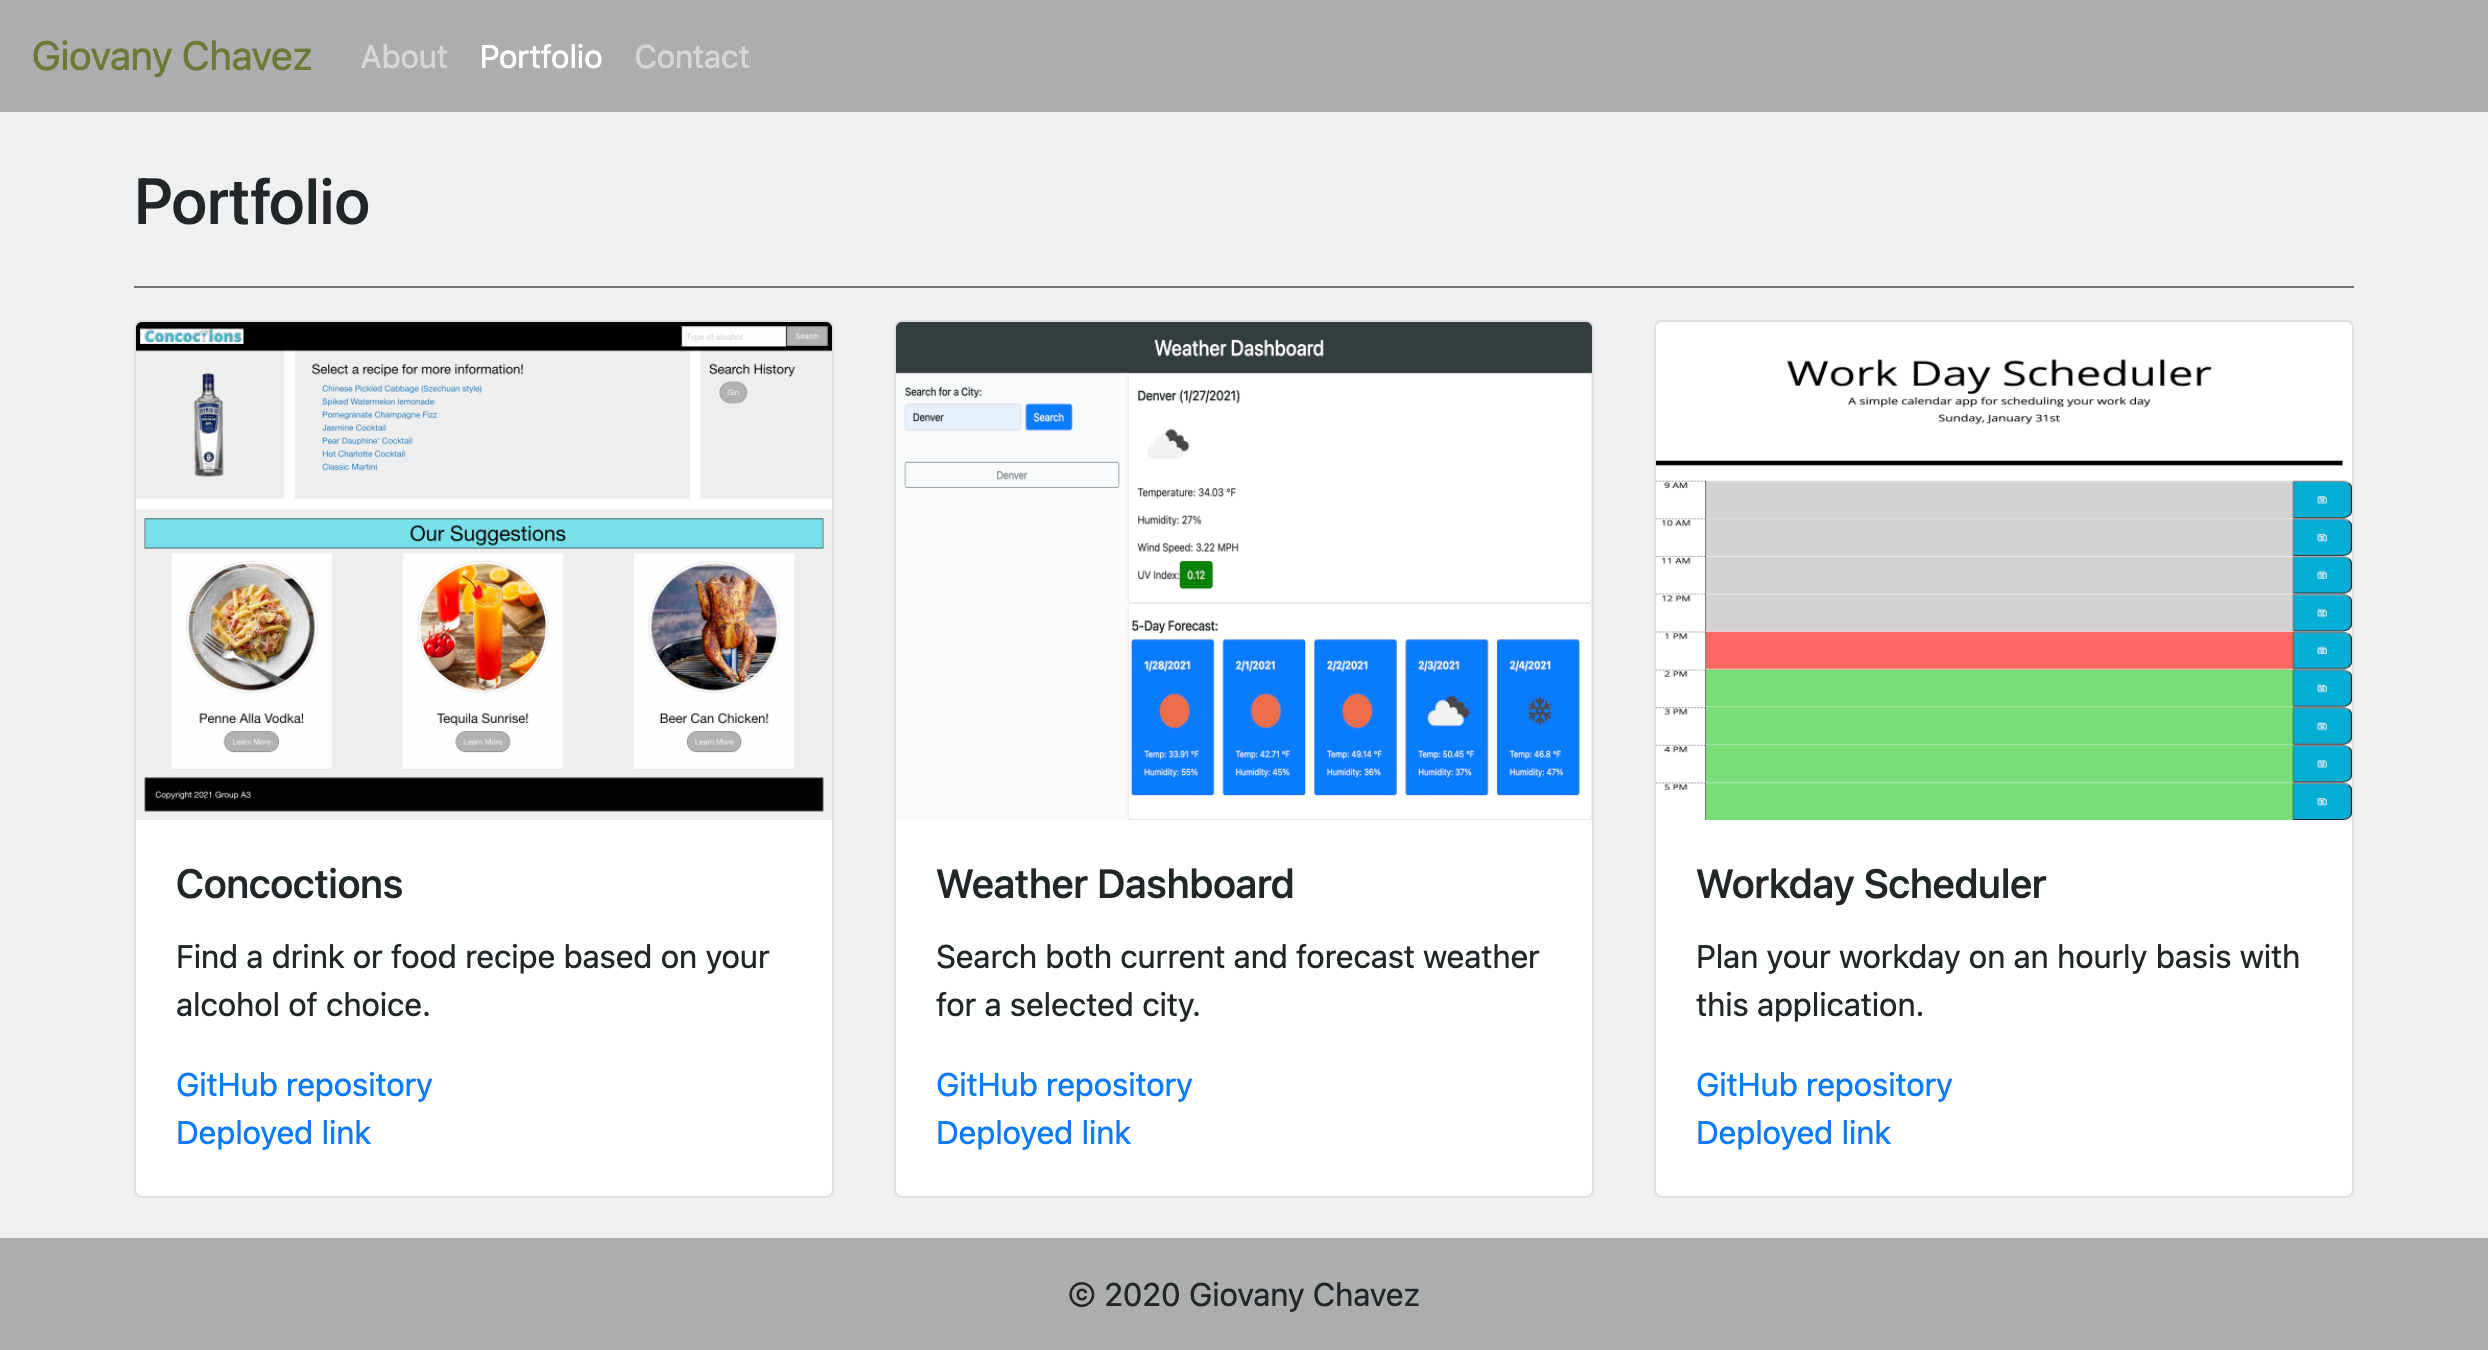 Giovany Chavez About Portfolio Contact
Portfolio
Concoctions
Type of alcohol
Search
Select a recipe for more information!
Chinese Pickled Cabbage (Szechuan style)
Spiked Watermelon lemonade
Pomegranate Champagne Fizz
Jasmine Cocktail
Pear Dauphine' Cocktail
Hot Charlotte Cocktail
Classic Martini
Search History
Gin
Our Suggestions
Penne Alla Vodka!
Learn More
Tequila Sunrise!
Learn More
Beer Can Chicken!
Learn More
Copyright 2021 Group A3
Concoctions
Find a drink or food recipe based on your
alcohol of choice.
GitHub repository
Deployed link
Weather Dashboard
Search for a City:
Denver
Search
Denver
Denver (1/27/2021)
Temperature: 34.03 °F
Humidity: 27%
Wind Speed: 3.22 MPH
UV Index: 0.12
5-Day Forecast:
1/28/2021
Temp: 33.91 °F
Humidity: 55%
2/1/2021
Temp: 42.71 °F
Humidity: 45%
2/2/2021
Temp: 49.14 °F
Humidity: 36%
2/3/2021
Temp: 50.45 °F
Humidity: 37%
2/4/2021
Temp: 46.8 °F
Humidity: 47%
Weather Dashboard
Search both current and forecast weather
for a selected city.
GitHub repository
Deployed link
Work Day Scheduler
A simple calendar app for scheduling your work day
Sunday, January 31st
9 AM
10 AM
11 AM
12 PM
1 PM
2 PM
3 PM
4 PM
5 PM
Workday Scheduler
Plan your workday on an hourly basis with
this application.
GitHub repository
Deployed link
© 2020 Giovany Chavez